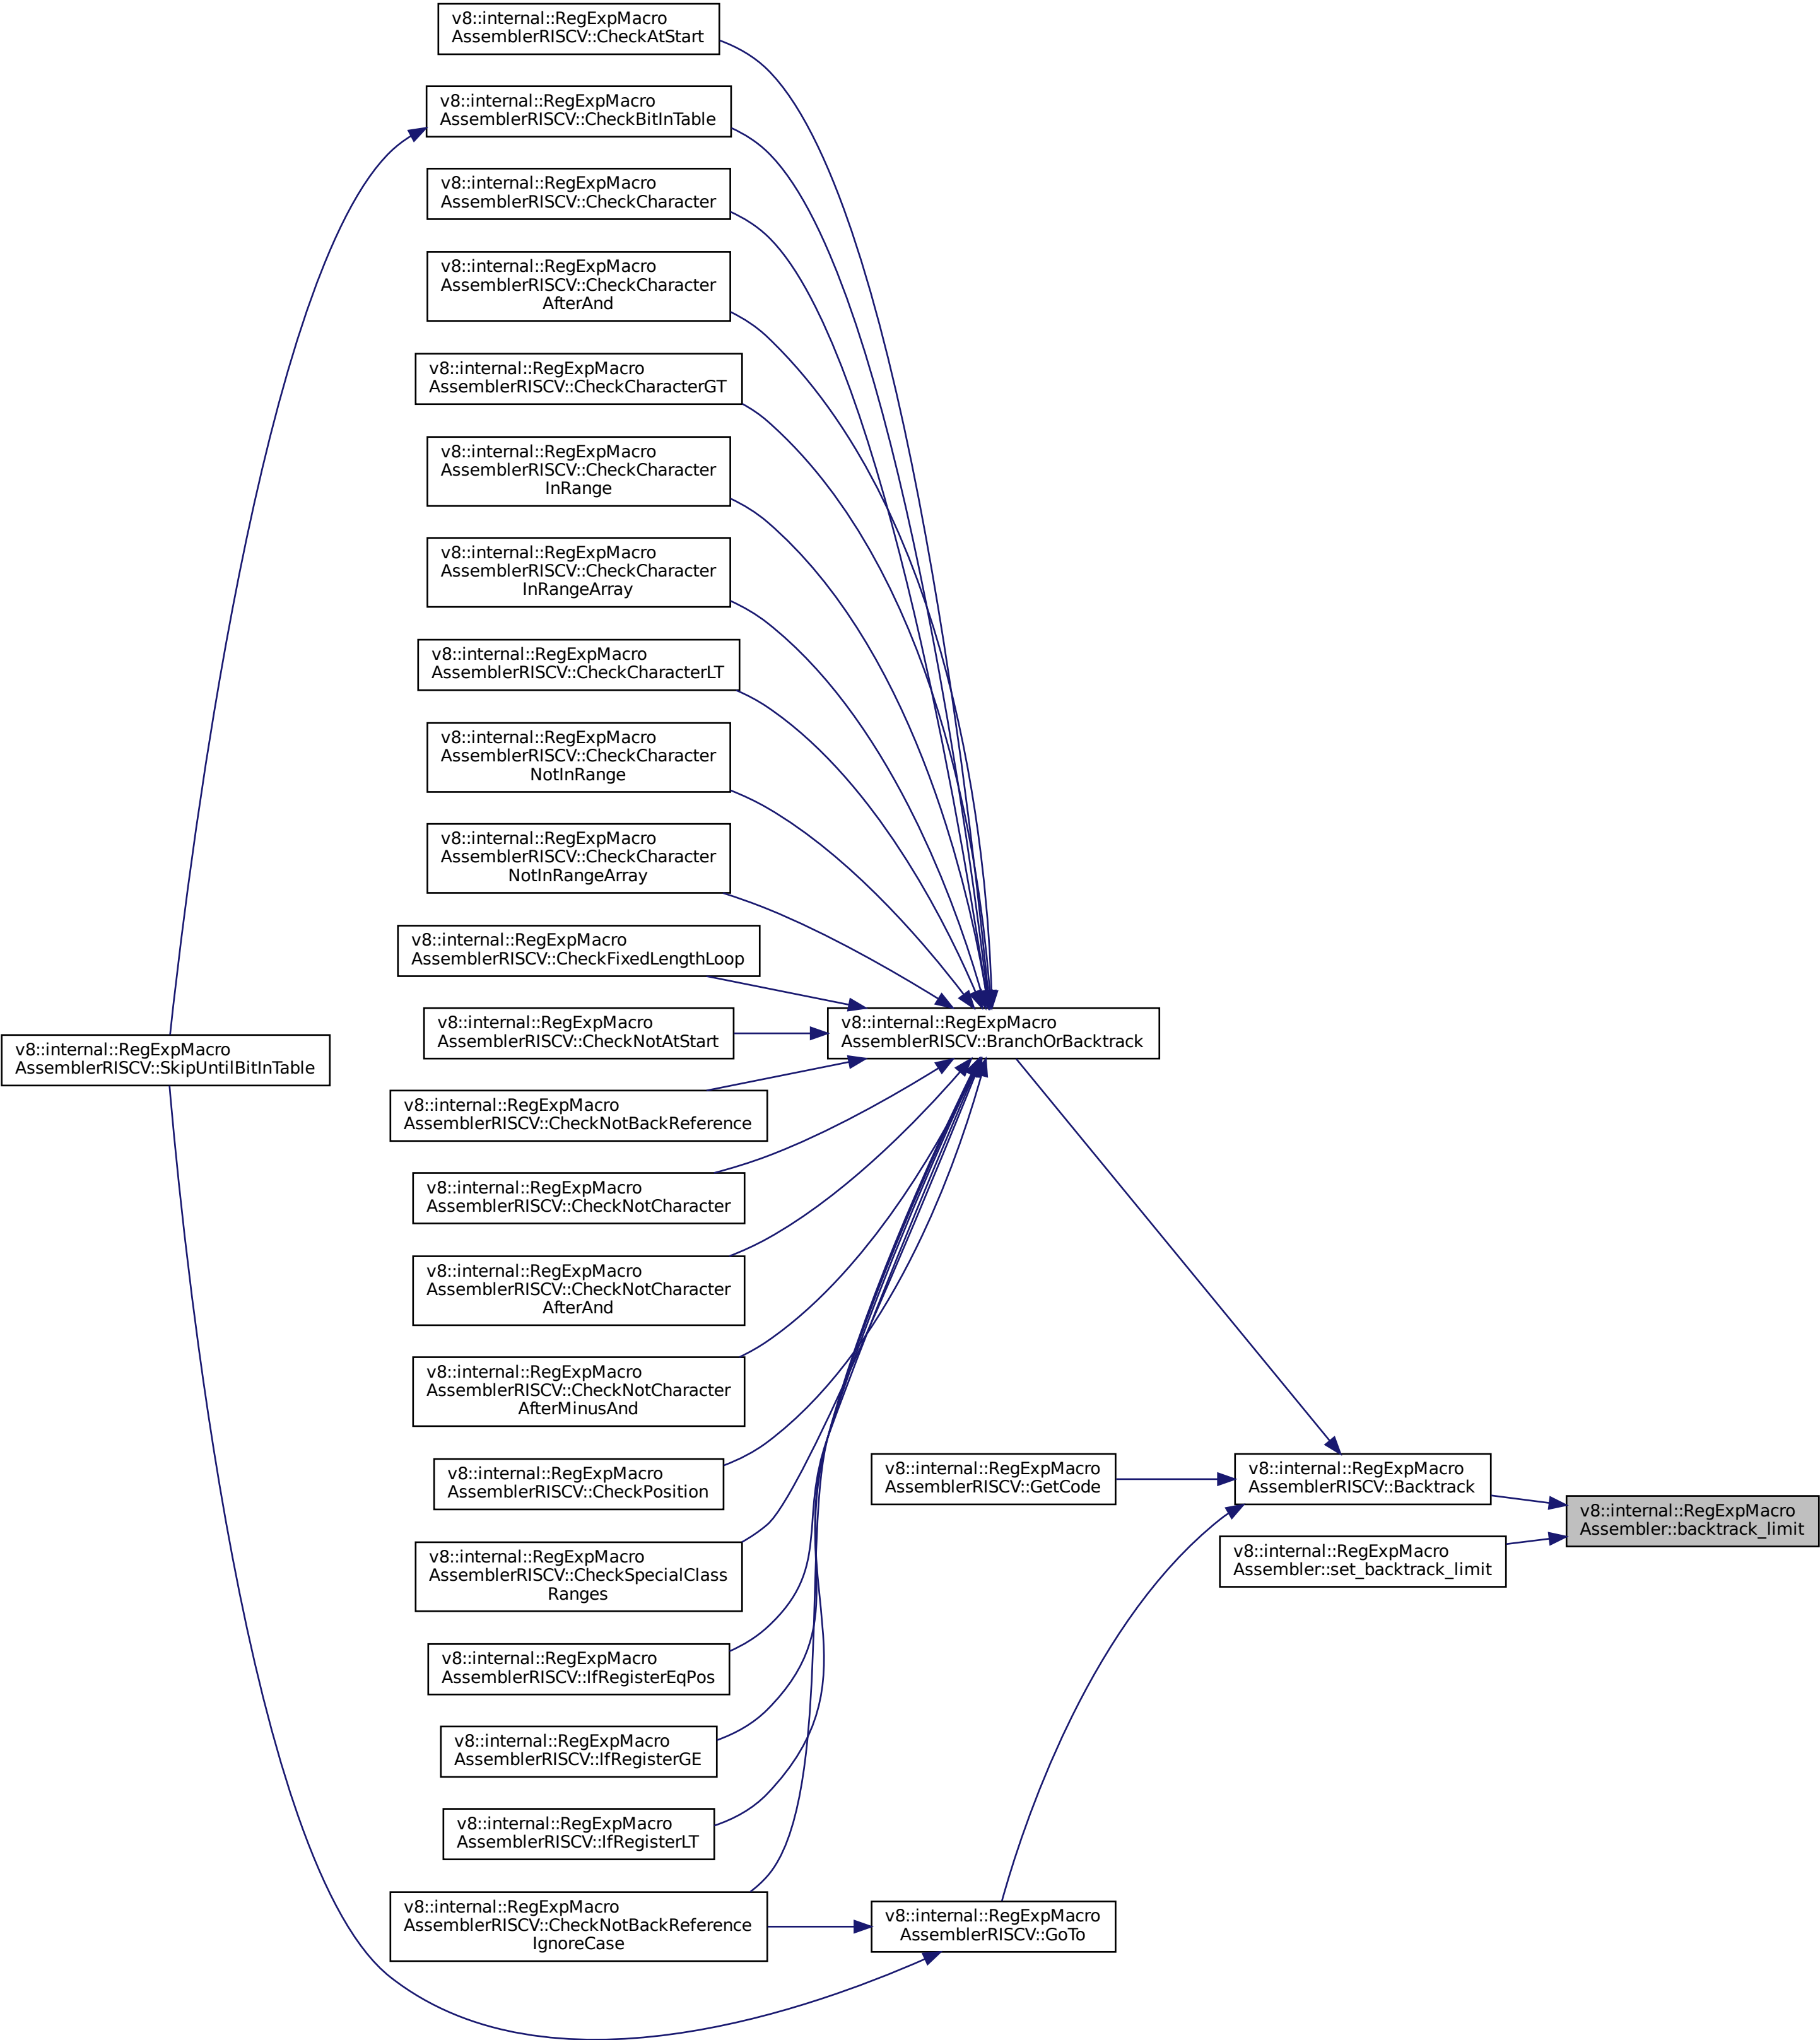 v8::internal::RegExpMacro
AssemblerRISCV::CheckAtStart
v8::internal::RegExpMacro
AssemblerRISCV::CheckBitInTable
v8::internal::RegExpMacro
AssemblerRISCV::CheckCharacter
v8::internal::RegExpMacro
AssemblerRISCV::CheckCharacter
AfterAnd
v8::internal::RegExpMacro
AssemblerRISCV::CheckCharacterGT
v8::internal::RegExpMacro
AssemblerRISCV::CheckCharacter
InRange
v8::internal::RegExpMacro
AssemblerRISCV::CheckCharacter
InRangeArray
v8::internal::RegExpMacro
AssemblerRISCV::CheckCharacterLT
v8::internal::RegExpMacro
AssemblerRISCV::CheckCharacter
NotInRange
v8::internal::RegExpMacro
AssemblerRISCV::CheckCharacter
NotInRangeArray
v8::internal::RegExpMacro
AssemblerRISCV::CheckFixedLengthLoop
v8::internal::RegExpMacro
AssemblerRISCV::CheckNotAtStart
v8::internal::RegExpMacro
AssemblerRISCV::BranchOrBacktrack
v8::internal::RegExpMacro
AssemblerRISCV::SkipUntilBitInTable
v8::internal::RegExpMacro
AssemblerRISCV::CheckNotBackReference
v8::internal::RegExpMacro
AssemblerRISCV::CheckNotCharacter
v8::internal::RegExpMacro
AssemblerRISCV::CheckNotCharacter
AfterAnd
v8::internal::RegExpMacro
AssemblerRISCV::CheckNotCharacter
AfterMinusAnd
v8::internal::RegExpMacro
AssemblerRISCV::CheckPosition
v8::internal::RegExpMacro
AssemblerRISCV::GetCode
v8::internal::RegExpMacro
AssemblerRISCV::Backtrack
v8::internal::RegExpMacro
Assembler::backtrack_limit
v8::internal::RegExpMacro
Assembler::set_backtrack_limit
v8::internal::RegExpMacro
AssemblerRISCV::CheckSpecialClass
Ranges
v8::internal::RegExpMacro
AssemblerRISCV::IfRegisterEqPos
v8::internal::RegExpMacro
AssemblerRISCV::IfRegisterGE
v8::internal::RegExpMacro
AssemblerRISCV::IfRegisterLT
v8::internal::RegExpMacro
AssemblerRISCV::CheckNotBackReference
IgnoreCase
v8::internal::RegExpMacro
AssemblerRISCV::GoTo